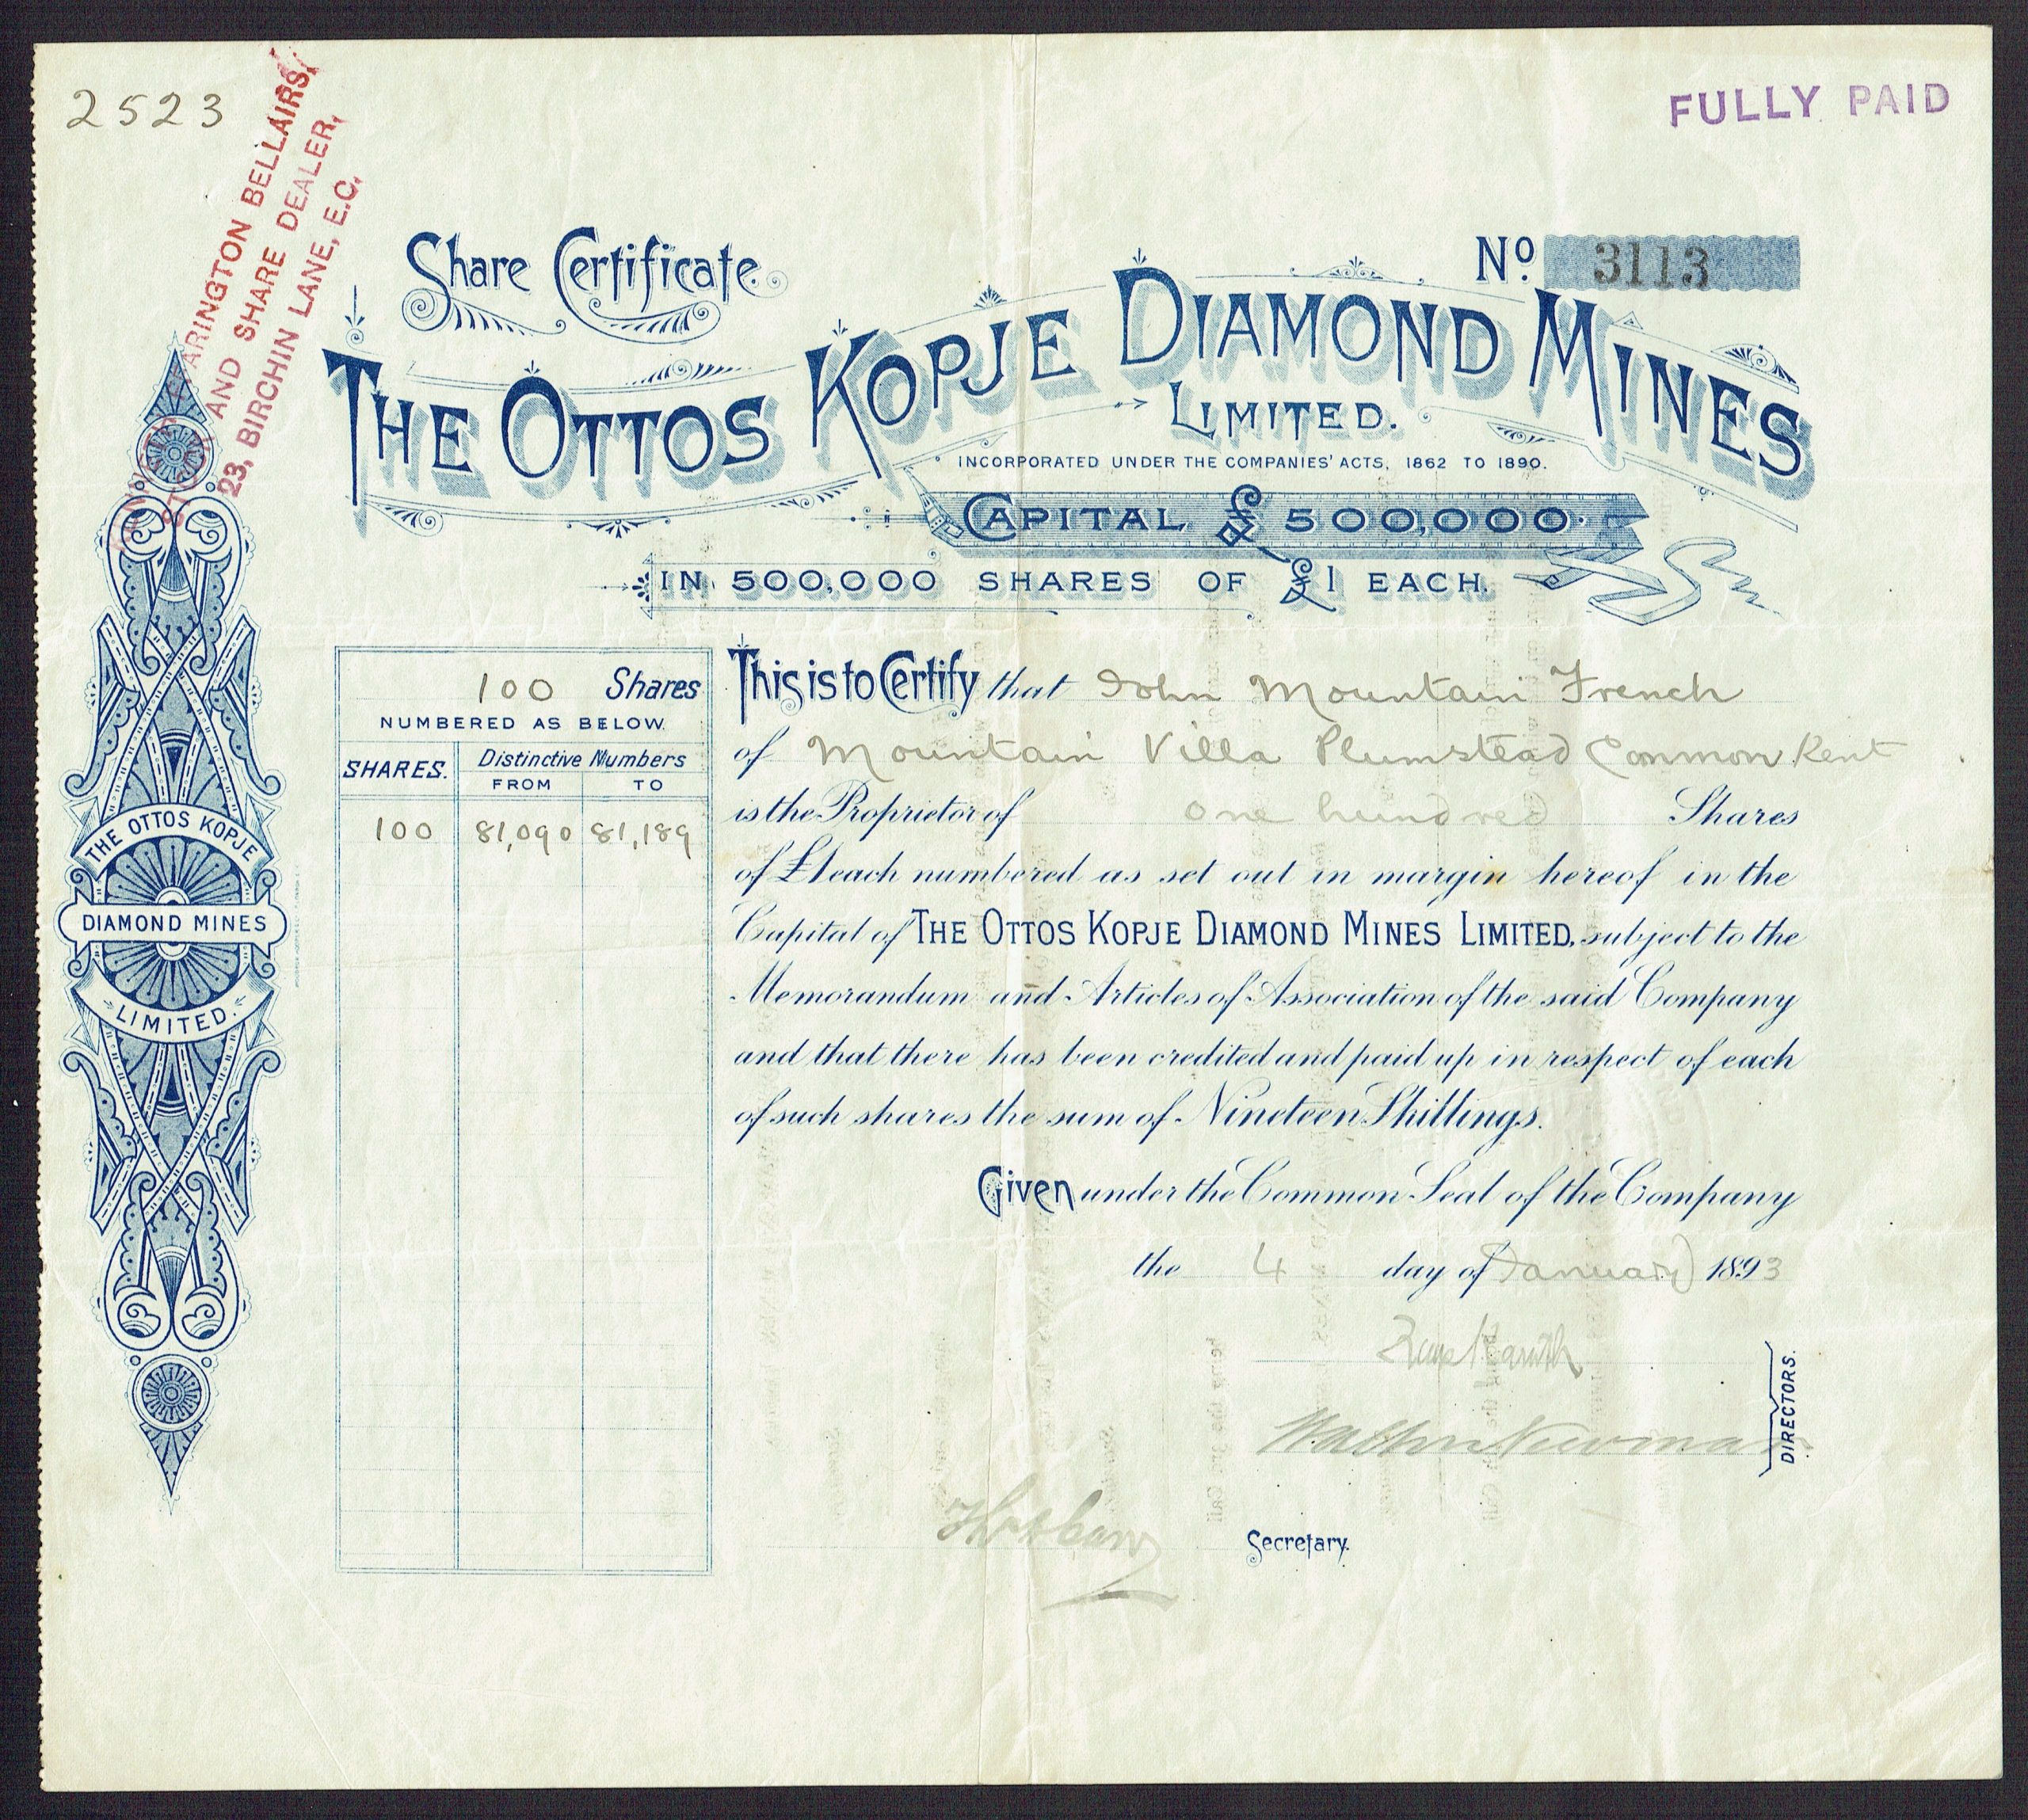 2523
ARINGTON BELLAIRS,
AND SHARE DEALER,
23, BIRCHIN LANE, E.C.
FULLY PAID
Share Certificate.
No. 3113
THE OTTOS KOPJE DIAMOND MINES
LIMITED.
INCORPORATED UNDER THE COMPANIES' ACTS, 1862 TO 1890.
CAPITAL £500,000.
IN 500,000 SHARES OF £1 EACH.
100 Shares
NUMBERED AS BELOW.
SHARES. Distinctive Numbers
FROM TO
100 81,090 81,189
This is to Certify that John Mountain French
of Mountain Villa Plumstead Common Kent
is the Proprietor of one hundred Shares
of £1 each numbered as set out in margin hereof in the
Capital of THE OTTOS KOPJE DIAMOND MINES LIMITED, subject to the
Memorandum and Articles of Association of the said Company
and that there has been credited and paid up in respect of each
of such shares the sum of Nineteen Shillings.
Given under the Common Seal of the Company
the 4 day of January 1893
Walter Newman
DIRECTORS.
Secretary.
THE OTTOS KOPJE
DIAMOND MINES
LIMITED.